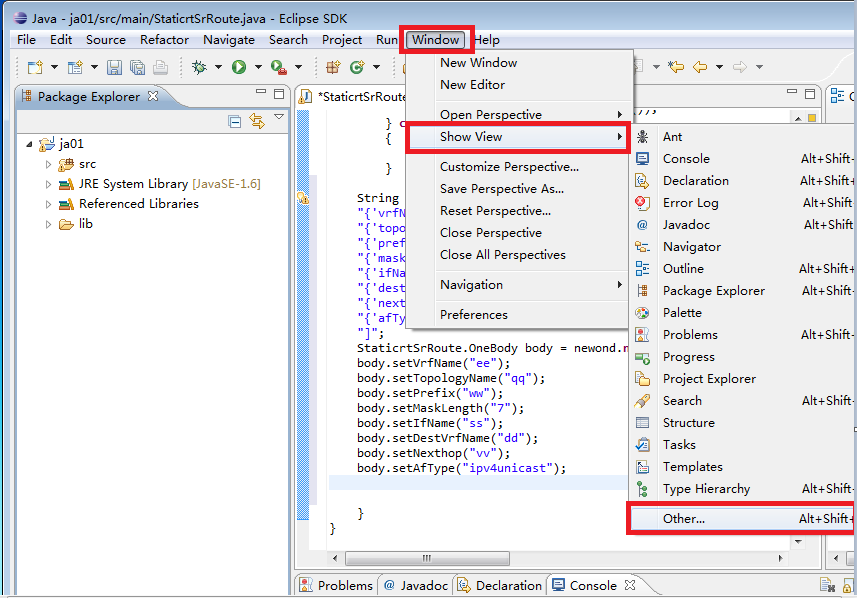 Java - ja01/src/main/StaticrtSrRoute.java - Eclipse SDK
File Edit Source Refactor Navigate Search Project Run Window Help
Package Explorer
ja01
src
JRE System Library [JavaSE-1.6]
Referenced Libraries
lib
*StaticrtSrRoute
} c
{
}
String
"{'vrfN
"{'topo
"{'pref
"{'mask
"{'ifNa
"{'dest
"{'next
"{'afTy
"]";
StaticrtSrRoute.OneBody body = newond.n
body.setVrfName("ee");
body.setTopologyName("qq");
body.setPrefix("ww");
body.setMaskLength("7");
body.setIfName("ss");
body.setDestVrfName("dd");
body.setNexthop("vv");
body.setAfType("ipv4unicast");
}
}
New Window
New Editor
Open Perspective
Show View
Customize Perspective...
Save Perspective As...
Reset Perspective...
Close Perspective
Close All Perspectives
Navigation
Preferences
Ant
Console Alt+Shift+
Declaration Alt+Shift+
Error Log Alt+Shift
Javadoc Alt+Shift
Navigator
Outline Alt+Shift+
Package Explorer Alt+Shift
Palette
Problems Alt+Shift+
Progress
Project Explorer
Search Alt+Shift+
Structure
Tasks
Templates
Type Hierarchy Alt+Shift
Other... Alt+Shift+
Problems Javadoc Declaration Console